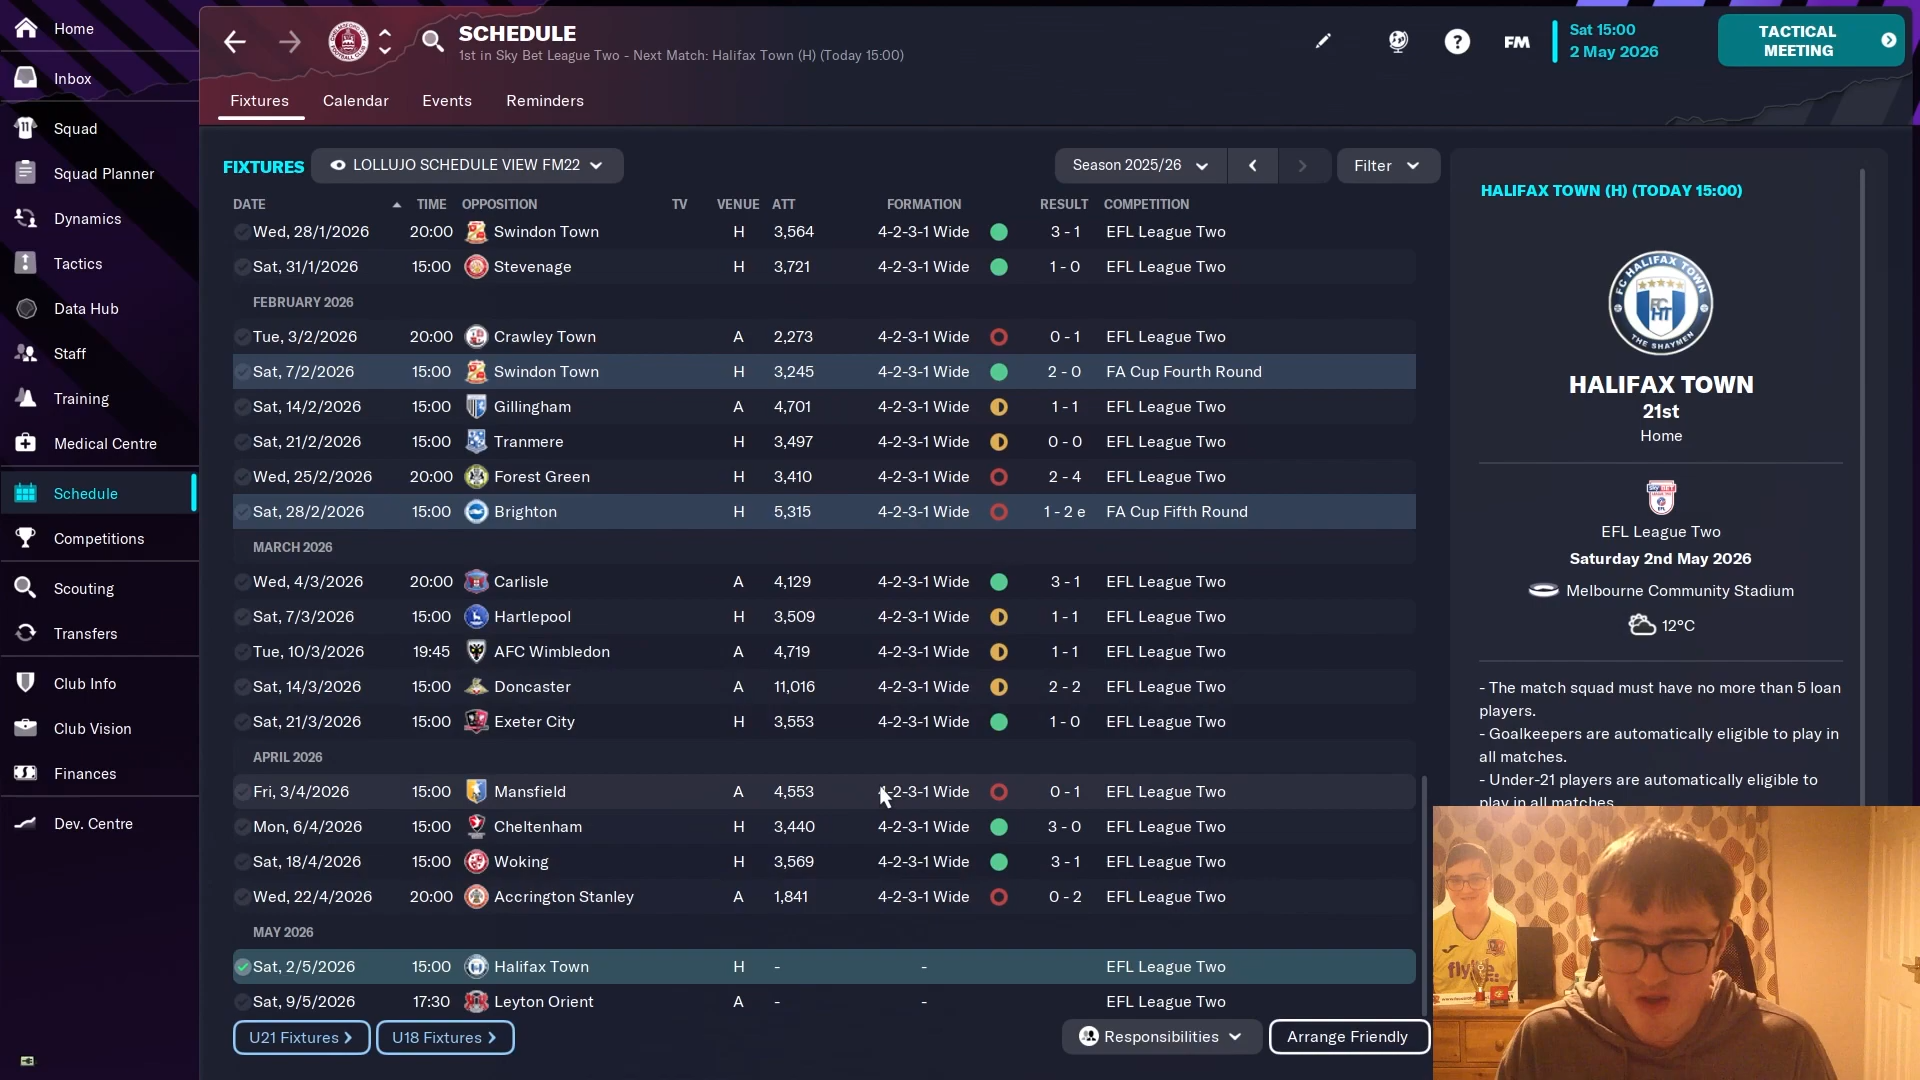 Home
Inbox
Squad
Squad Planner
Dynamics
Tactics
Data Hub
Staff
Training
Medical Centre
Schedule
Competitions
Scouting
Transfers
Club Info
Club Vision
Finances
Dev. Centre
SCHEDULE
1st in Sky Bet League Two - Next Match: Halifax Town (H) (Today 15:00)
FM
Sat 15:00
2 May 2026
TACTICAL
MEETING
Fixtures Calendar Events Reminders
FIXTURES LOLLUJO SCHEDULE VIEW FM22 Season 2025/26 Filter
DATE TIME OPPOSITION TV VENUE ATT FORMATION RESULT COMPETITION
Wed, 28/1/2026 20:00 Swindon Town H 3,564 4-2-3-1 Wide 3 - 1 EFL League Two
Sat, 31/1/2026 15:00 Stevenage H 3,721 4-2-3-1 Wide 1 - 0 EFL League Two
FEBRUARY 2026
Tue, 3/2/2026 20:00 Crawley Town A 2,273 4-2-3-1 Wide 0 - 1 EFL League Two
Sat, 7/2/2026 15:00 Swindon Town H 3,245 4-2-3-1 Wide 2 - 0 FA Cup Fourth Round
Sat, 14/2/2026 15:00 Gillingham A 4,701 4-2-3-1 Wide 1 - 1 EFL League Two
Sat, 21/2/2026 15:00 Tranmere H 3,497 4-2-3-1 Wide 0 - 0 EFL League Two
Wed, 25/2/2026 20:00 Forest Green H 3,410 4-2-3-1 Wide 2 - 4 EFL League Two
Sat, 28/2/2026 15:00 Brighton H 5,315 4-2-3-1 Wide 1 - 2 e FA Cup Fifth Round
MARCH 2026
Wed, 4/3/2026 20:00 Carlisle A 4,129 4-2-3-1 Wide 3 - 1 EFL League Two
Sat, 7/3/2026 15:00 Hartlepool H 3,509 4-2-3-1 Wide 1 - 1 EFL League Two
Tue, 10/3/2026 19:45 AFC Wimbledon A 4,719 4-2-3-1 Wide 1 - 1 EFL League Two
Sat, 14/3/2026 15:00 Doncaster A 11,016 4-2-3-1 Wide 2 - 2 EFL League Two
Sat, 21/3/2026 15:00 Exeter City H 3,553 4-2-3-1 Wide 1 - 0 EFL League Two
APRIL 2026
Fri, 3/4/2026 15:00 Mansfield A 4,553 4-2-3-1 Wide 0 - 1 EFL League Two
Mon, 6/4/2026 15:00 Cheltenham H 3,440 4-2-3-1 Wide 3 - 0 EFL League Two
Sat, 18/4/2026 15:00 Woking H 3,569 4-2-3-1 Wide 3 - 1 EFL League Two
Wed, 22/4/2026 20:00 Accrington Stanley A 1,841 4-2-3-1 Wide 0 - 2 EFL League Two
MAY 2026
Sat, 2/5/2026 15:00 Halifax Town H - - EFL League Two
Sat, 9/5/2026 17:30 Leyton Orient A - - EFL League Two
U21 Fixtures U18 Fixtures Responsibilities Arrange Friendly
HALIFAX TOWN (H) (TODAY 15:00)
FC HALIFAX TOWN
FCHT
THE SHAYMEN
HALIFAX TOWN
21st
Home
SKY BET
EFL
EFL League Two
Saturday 2nd May 2026
Melbourne Community Stadium
12°C
- The match squad must have no more than 5 loan
players.
- Goalkeepers are automatically eligible to play in
all matches.
- Under-21 players are automatically eligible to
play in all matches